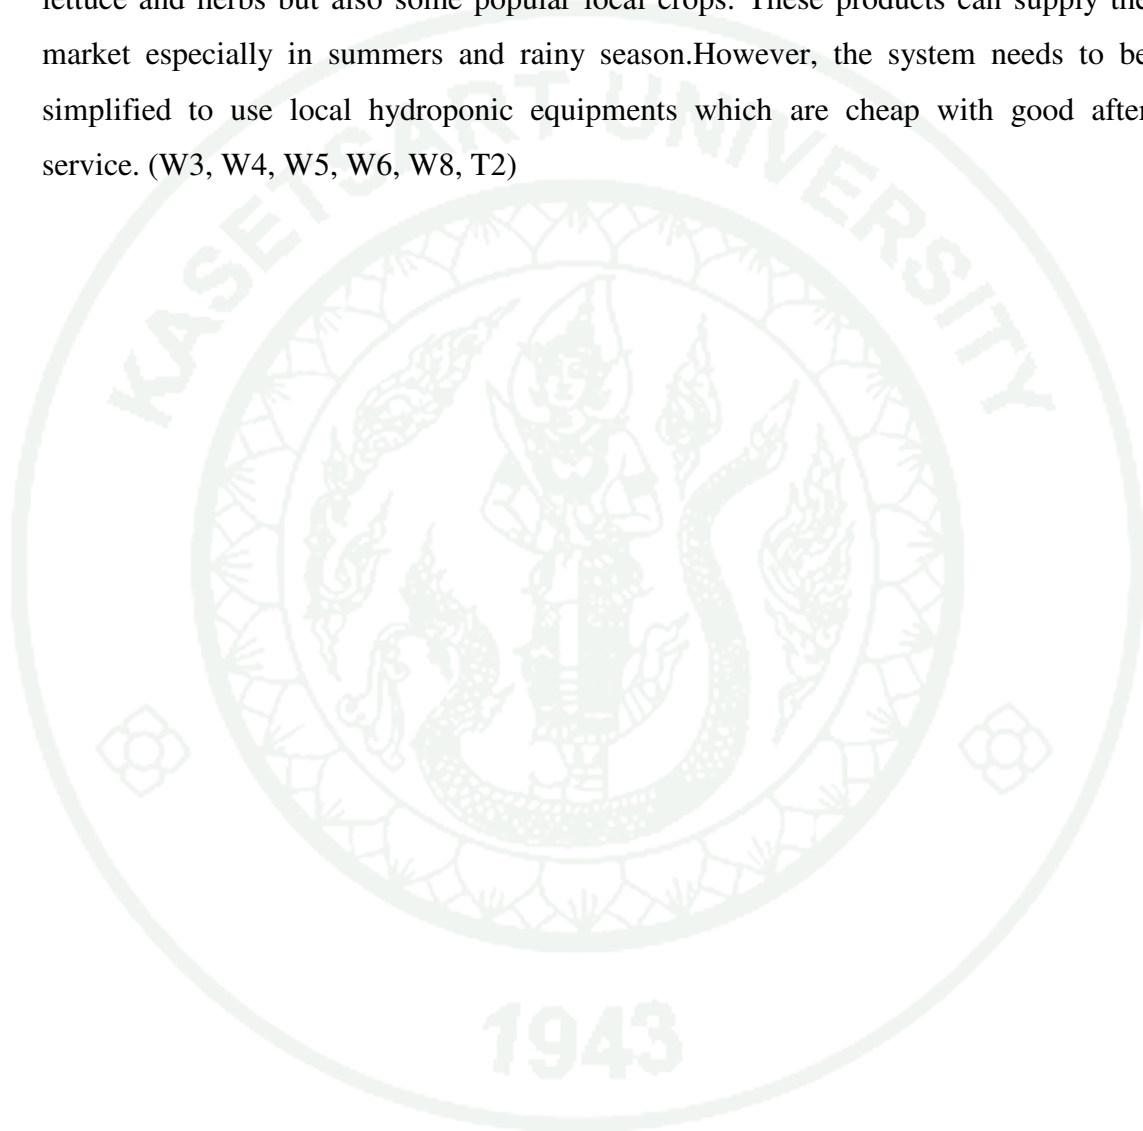 lettuce and herbs but also some popular local crops. These products can supply the
market especially in summers and rainy season.However, the system needs to be
simplified to use local hydroponic equipments which are cheap with good after
service. (W3, W4, W5, W6, W8, T2)
KASETSART UNIVERSITY
1943